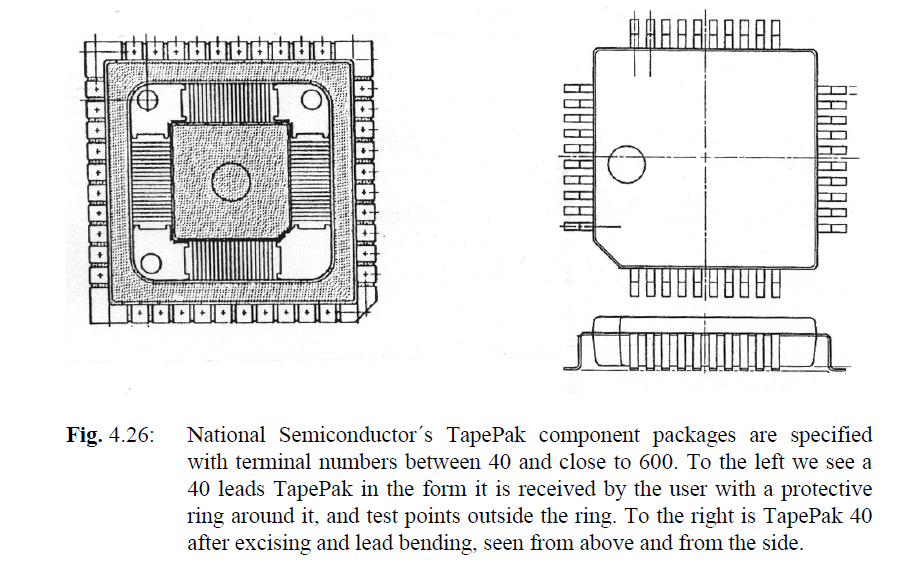 Fig. 4.26: National Semiconductor´s TapePak component packages are specified
with terminal numbers between 40 and close to 600. To the left we see a
40 leads TapePak in the form it is received by the user with a protective
ring around it, and test points outside the ring. To the right is TapePak 40
after excising and lead bending, seen from above and from the side.